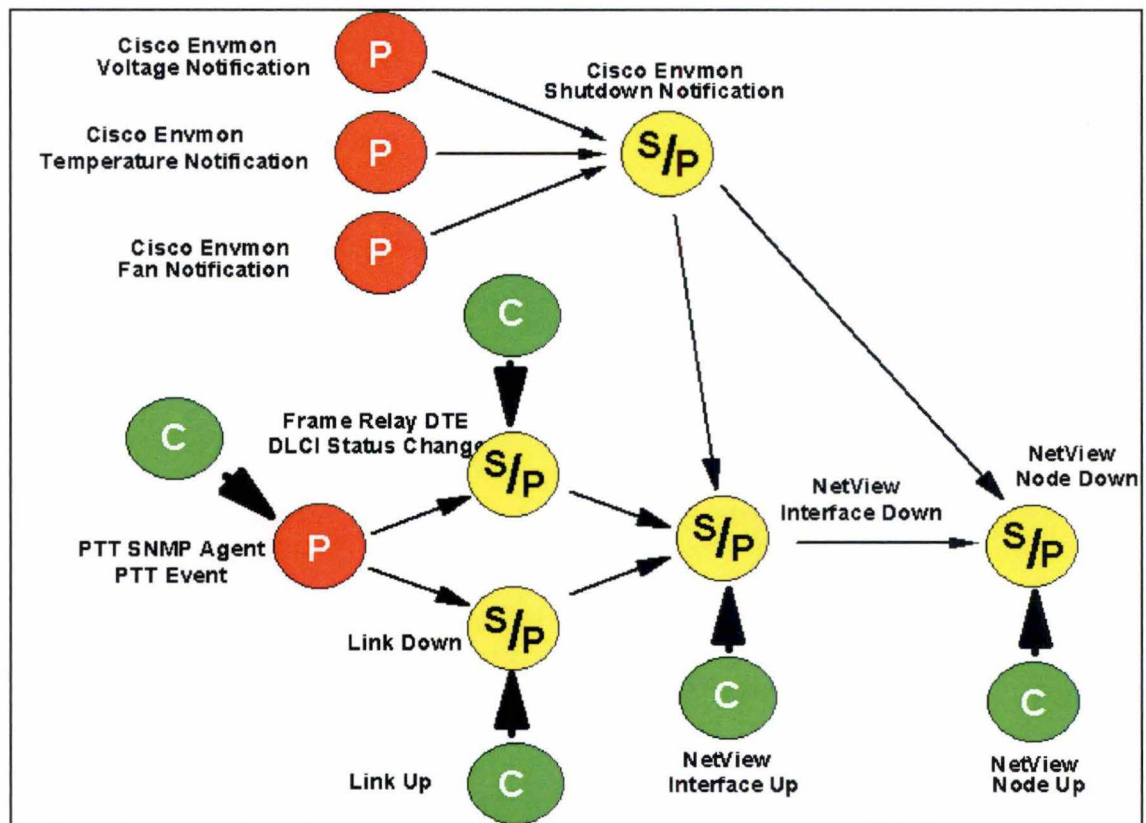 Cisco Envmon
Voltage Notification
P
Cisco Envmon
Shutdown Notification
S/P
Cisco Envmon
Temperature Notification
P
Cisco Envmon
Fan Notification
P
C
C
Frame Relay DTE
DLCI Status Change
S/P
PTT SNMP Agent
PTT Event
P
S/P
NetView
Interface Down
NetView
Node Down
S/P
Link Down
S/P
C
C
Link Up
C
NetView
Interface Up
NetView
Node Up